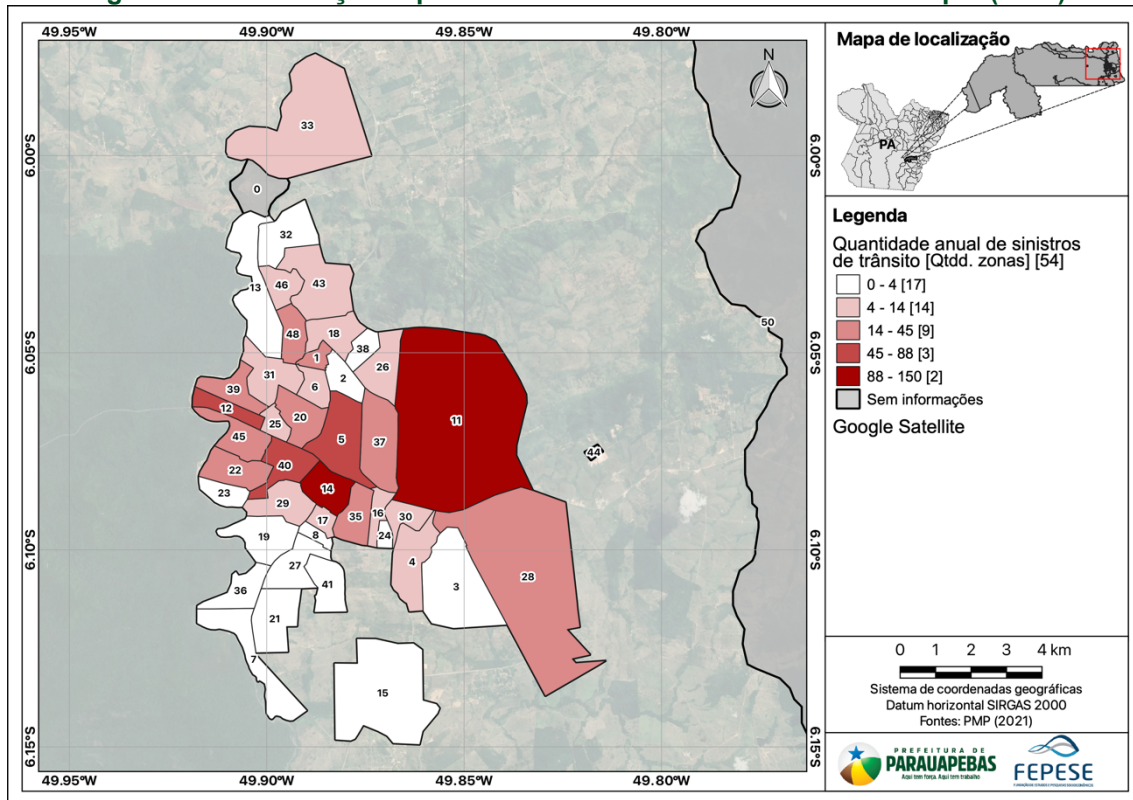 49.95°W 49.90°W 49.85°W 49.80°W
N
6.00°S 6.00°S
6.05°S 6.05°S
6.10°S 6.10°S
6.15°S 6.15°S
33
0
32
13
46
43
48
18
1
38
50
31
2
26
6
39
12
20
25
11
45
5
37
44
22
40
23
14
29
16
30
17
35
19
8
24
4
28
27
3
36
41
21
7
15
49.95°W 49.90°W 49.85°W 49.80°W
Mapa de localização
PA
Legenda
Quantidade anual de sinistros
de trânsito [Qtdd. zonas] [54]
0 - 4 [17]
4 - 14 [14]
14 - 45 [9]
45 - 88 [3]
88 - 150 [2]
Sem informações
Google Satellite
0 1 2 3 4 km
Sistema de coordenadas geográficas
Datum horizontal SIRGAS 2000
Fontes: PMP (2021)
PREFEITURA DE
PARAUAPEBAS
Aqui tem força. Aqui tem trabalho
FEPESE